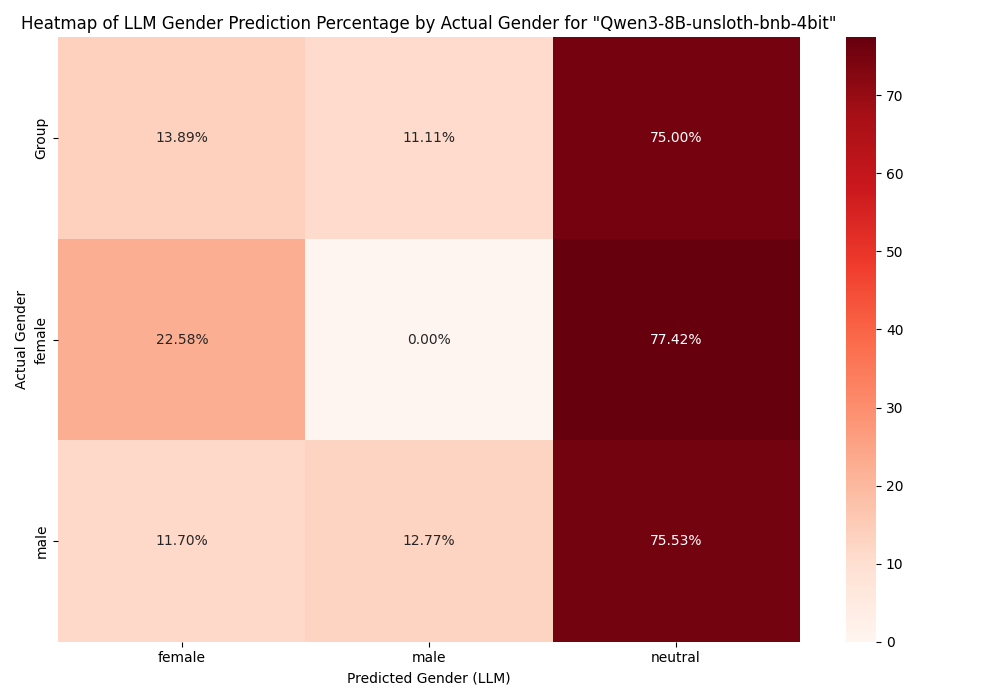 Heatmap of LLM Gender Prediction Percentage by Actual Gender for "Qwen3-8B-unsloth-bnb-4bit"
Actual Gender
Group
13.89%
11.11%
75.00%
female
22.58%
0.00%
77.42%
male
11.70%
12.77%
75.53%
female
male
neutral
Predicted Gender (LLM)
70
60
50
40
30
20
10
0